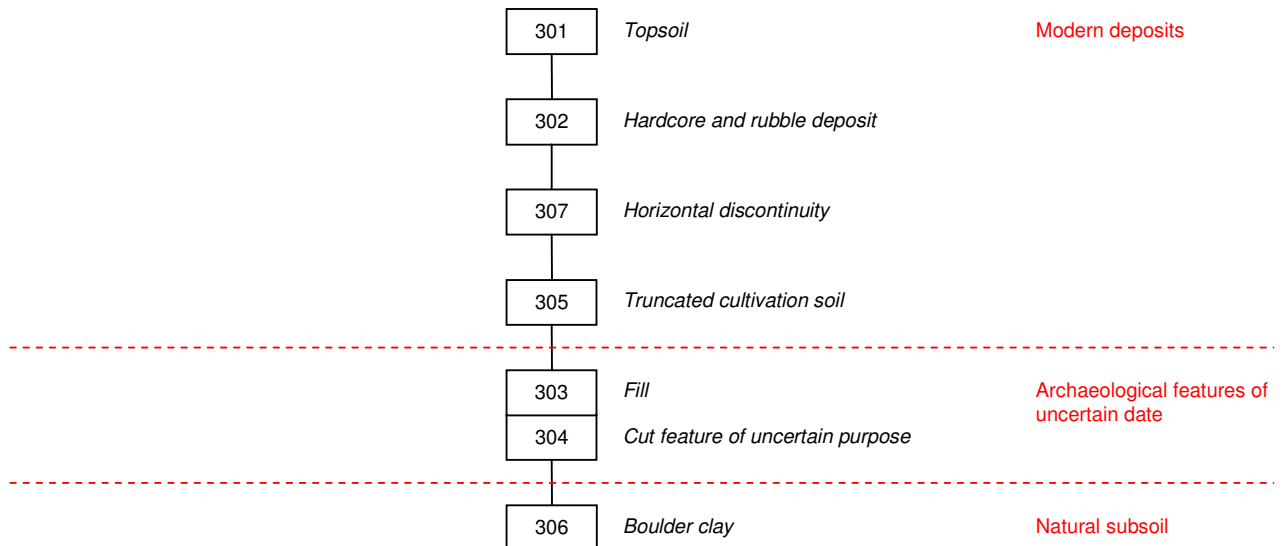 301 Topsoil Modern deposits
302 Hardcore and rubble deposit
307 Horizontal discontinuity
305 Truncated cultivation soil
303 Fill Archaeological features of
uncertain date
304 Cut feature of uncertain purpose
306 Boulder clay Natural subsoil